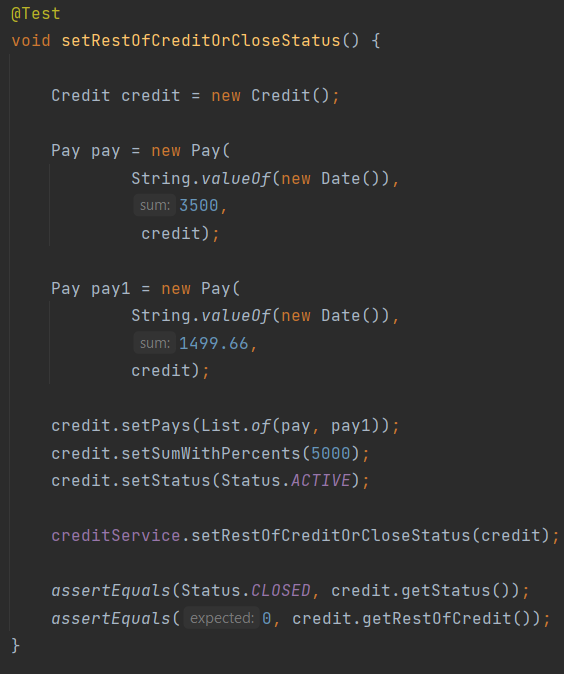 @Test
void setRestOfCreditOrCloseStatus() {
Credit credit = new Credit();
Pay pay = new Pay(
String.valueOf(new Date()),
sum: 3500,
credit);
Pay pay1 = new Pay(
String.valueOf(new Date()),
sum: 1499.66,
credit);
credit.setPays(List.of(pay, pay1));
credit.setSumWithPercents(5000);
credit.setStatus(Status.ACTIVE);
creditService.setRestOfCreditOrCloseStatus(credit);
assertEquals(Status.CLOSED, credit.getStatus());
assertEquals( expected: 0, credit.getRestOfCredit());
}